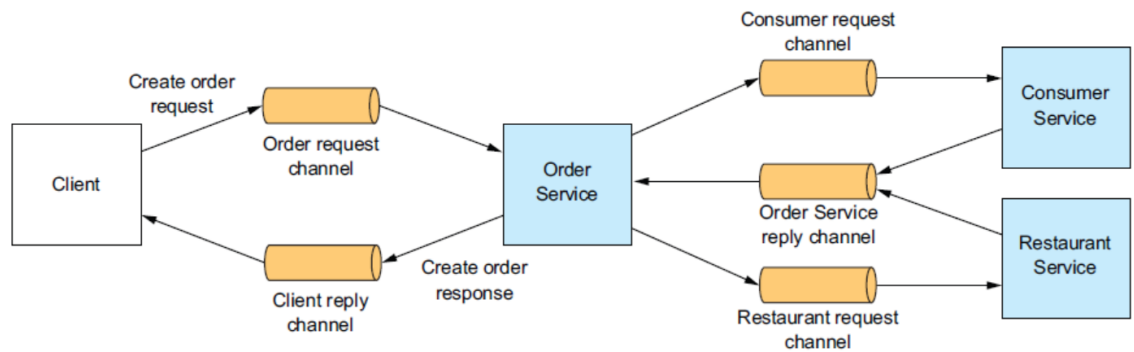 Client
Create order
request
Order request
channel
Client reply
channel
Create order
response
Order
Service
Consumer request
channel
Order Service
reply channel
Restaurant request
channel
Consumer
Service
Restaurant
Service